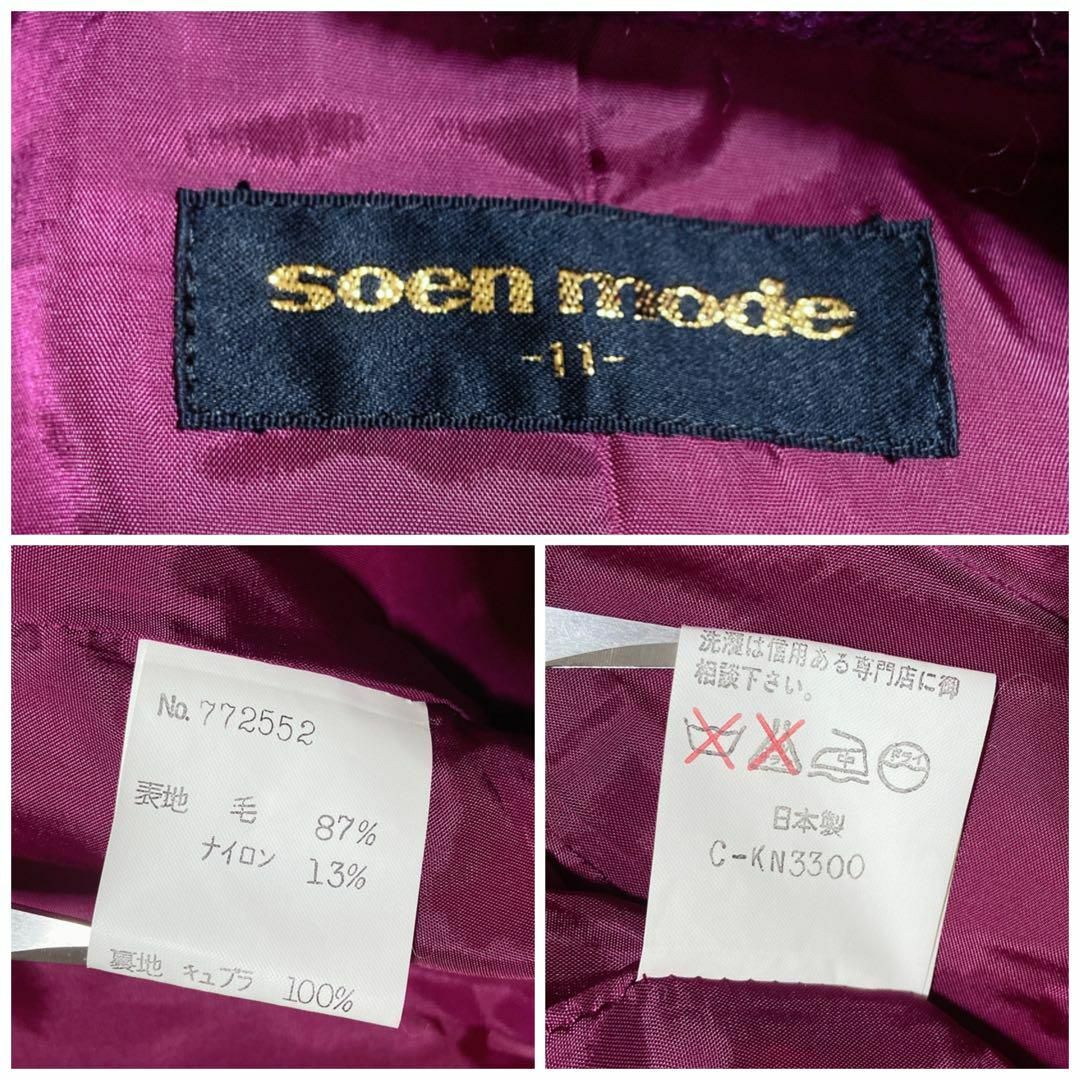 soen mode
-11-
No.772552
表地 毛 87%
ナイロン 13%
裏地 キュプラ 100%
洗濯は信用ある専門店に御
相談下さい。
中 ドライ
日本製
C-KN3300